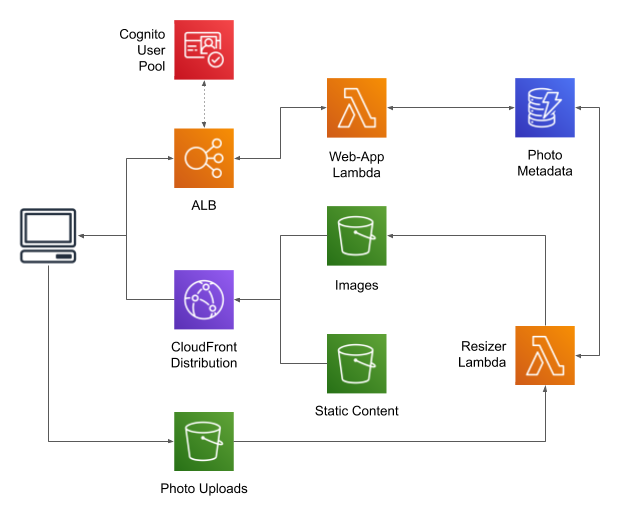 Cognito
User
Pool
ALB
Web-App
Lambda
Photo
Metadata
Images
CloudFront
Distribution
Resizer
Lambda
Static Content
Photo Uploads